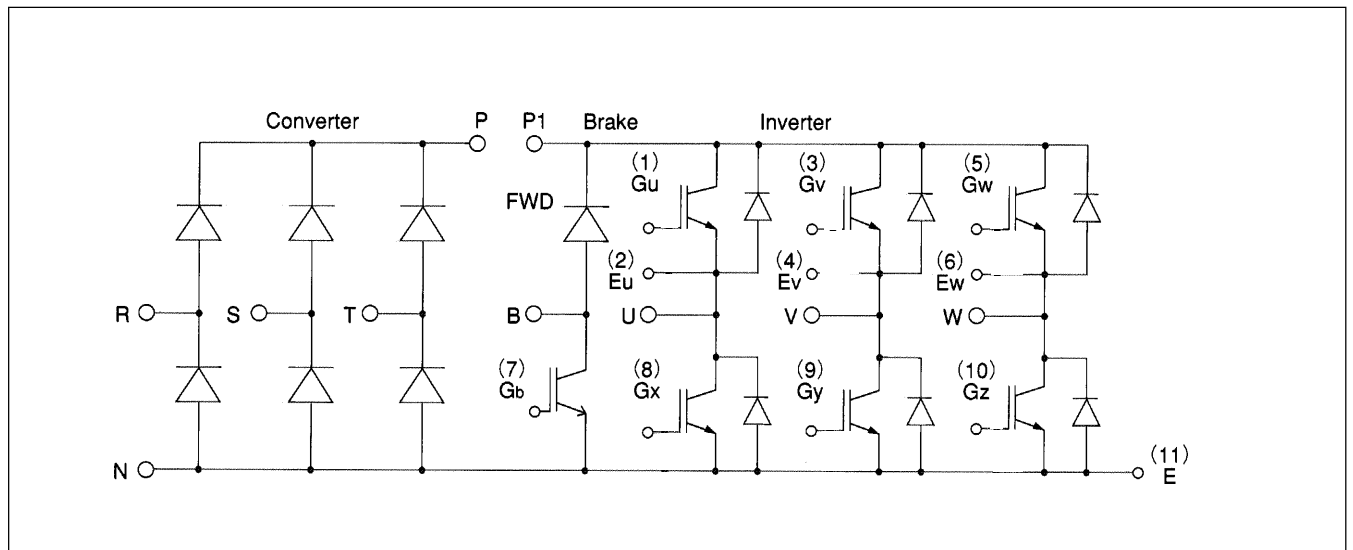 Converter P P1 Brake Inverter
(1) (3) (5)
Gu Gv Gw
FWD
(2) (4) (6)
Eu Ev Ew
R S T B U V W
(7) (8) (9) (10)
Gb Gx Gy Gz
(11)
N E